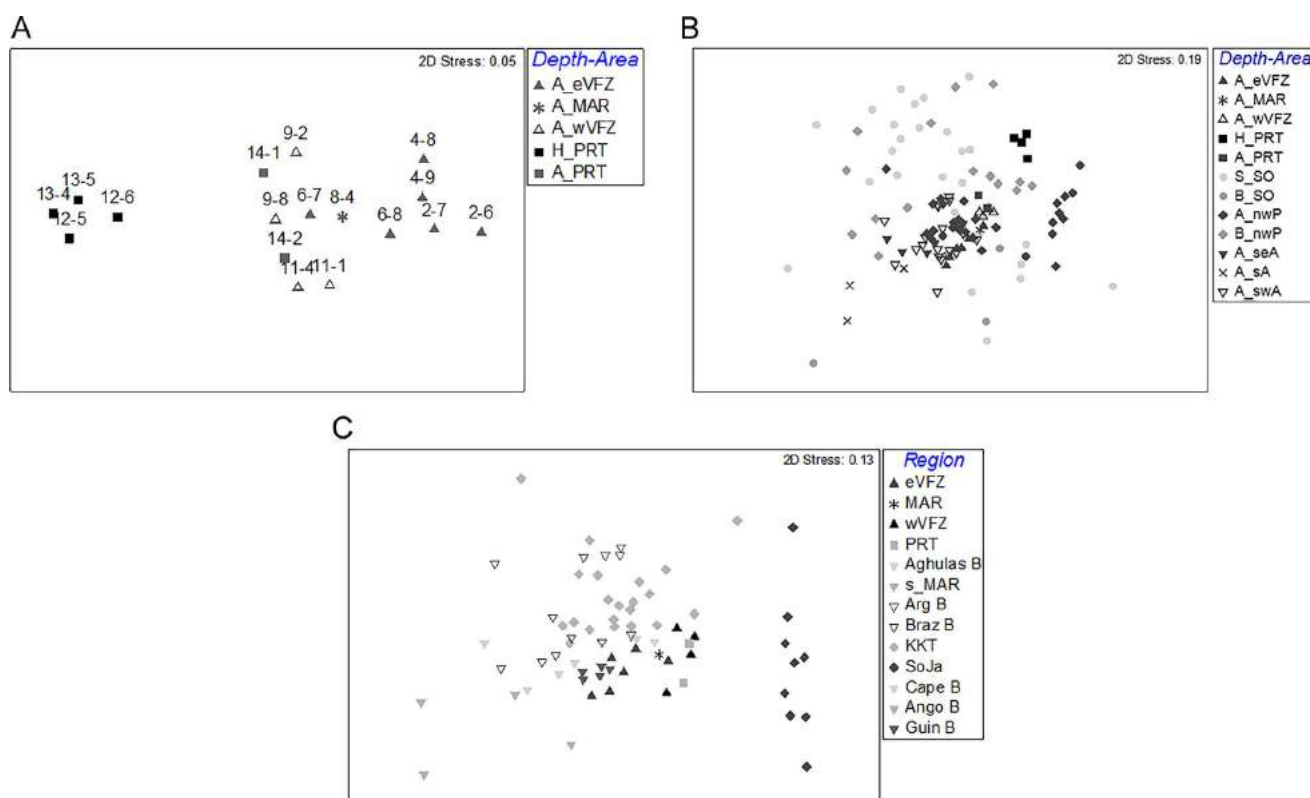 A
2D Stress: 0.05
Depth-Area
A_eVFZ
A_MAR
A_wVFZ
H_PRT
A_PRT
9-2
14-1
4-8
4-9
13-5
13-4
12-6
12-5
9-8
6-7
8-4
6-8
2-7
2-6
14-2
11-4
11-1
B
2D Stress: 0.19
Depth-Area
A_eVFZ
A_MAR
A_wVFZ
H_PRT
A_PRT
S_SO
B_SO
A_nwP
B_nwP
A_seA
A_sA
A_swA
C
2D Stress: 0.13
Region
eVFZ
MAR
wVFZ
PRT
Aghulas B
s_MAR
Arg B
Braz B
KKT
SoJa
Cape B
Ango B
Guin B